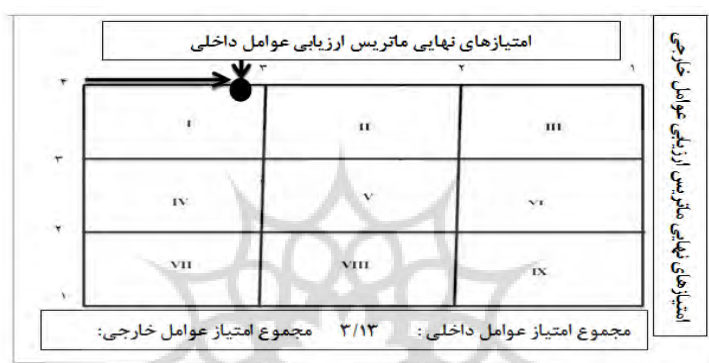 امتیازهای نهایی ماتریس ارزیابی عوامل داخلی
۴ ۳ ۲ ۱
I II III
۳
IV V VI
۲
VII VIII IX
۱
مجموع امتیاز عوامل داخلی : ۳/۱۳ مجموع امتیاز عوامل خارجی:
امتیازهای نهایی ماتریس ارزیابی عوامل خارجی